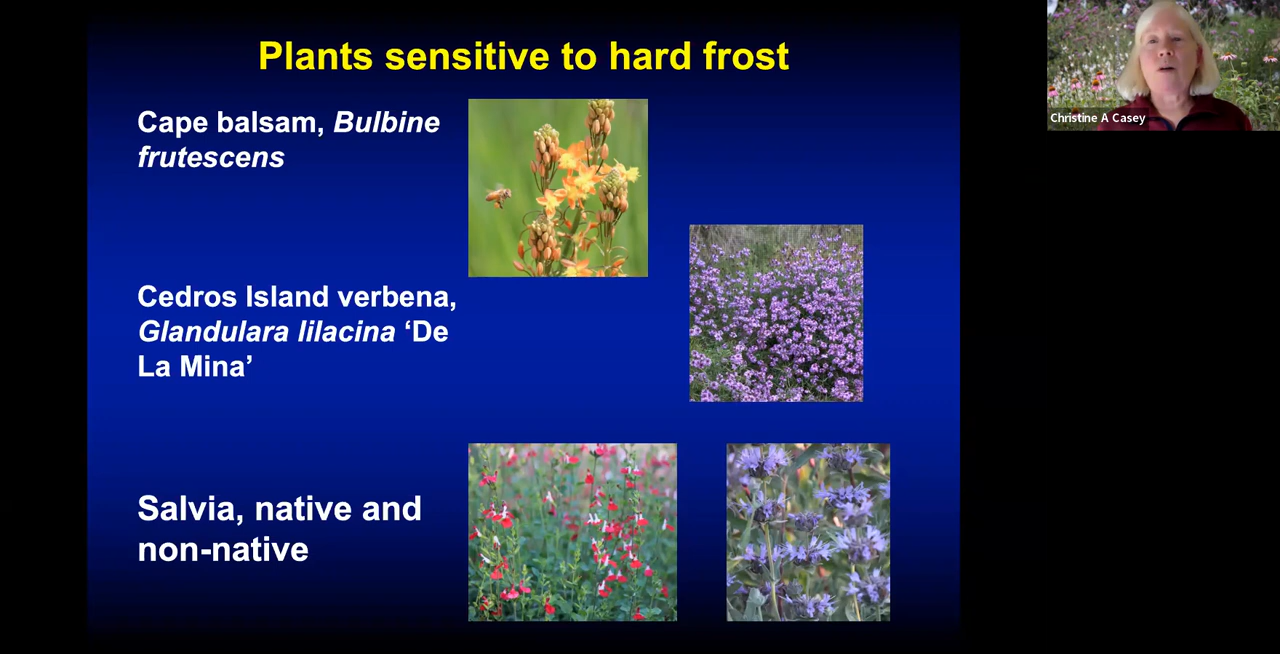 Plants sensitive to hard frost
Cape balsam, Bulbine
frutescens
Cedros Island verbena,
Glandulara lilacina ‘De
La Mina’
Salvia, native and
non-native
Christine A Casey